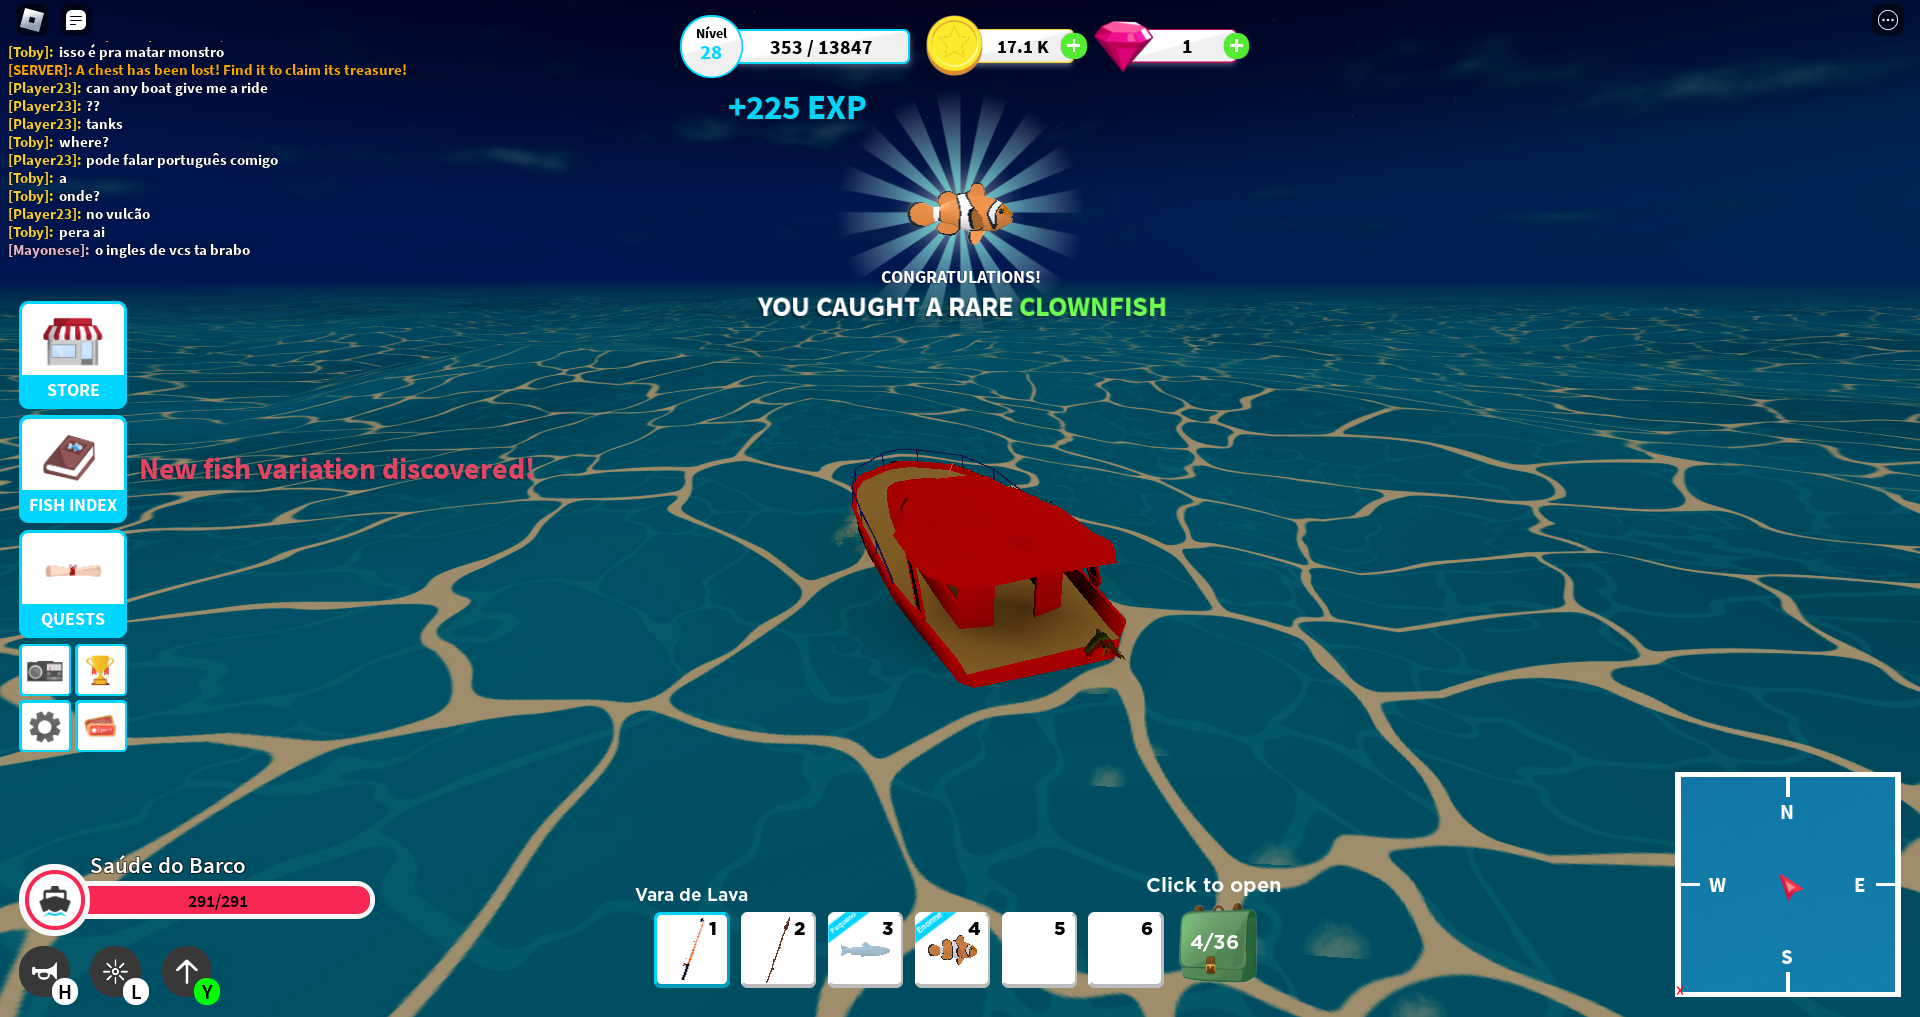 [Toby]: isso é pra matar monstro
[SERVER]: A chest has been lost! Find it to claim its treasure!
[Player23]: can any boat give me a ride
[Player23]: ??
[Player23]: tanks
[Toby]: where?
[Player23]: pode falar português comigo
[Toby]: a
[Toby]: onde?
[Player23]: no vulcão
[Toby]: pera ai
[Mayonese]: o ingles de vcs ta brabo
Nível
28
353 / 13847
17.1 K
1
+225 EXP
CONGRATULATIONS!
YOU CAUGHT A RARE CLOWNFISH
STORE
FISH INDEX
New fish variation discovered!
QUESTS
Saúde do Barco
291/291
H
L
Y
Vara de Lava
1
2
Pequeno
3
Enorme
4
5
6
Click to open
4/36
N
W
E
S
X